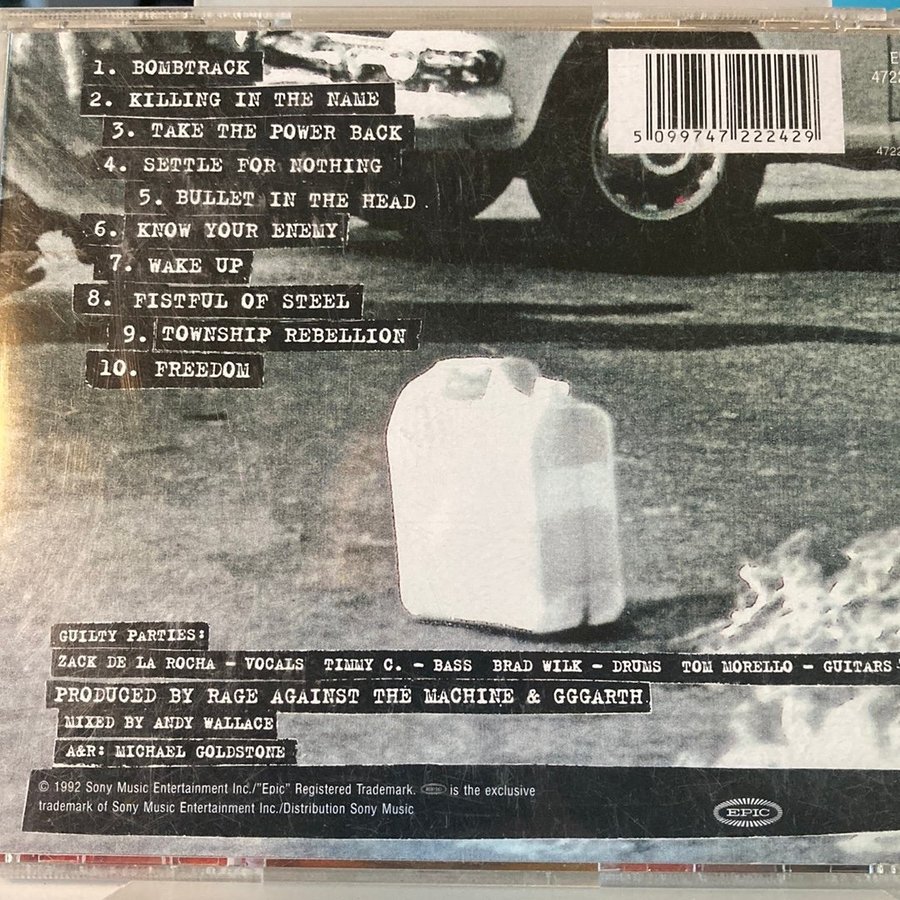 1. BOMBTRACK
2. KILLING IN THE NAME
3. TAKE THE POWER BACK
4. SETTLE FOR NOTHING
5. BULLET IN THE HEAD
6. KNOW YOUR ENEMY
7. WAKE UP
8. FISTFUL OF STEEL
9. TOWNSHIP REBELLION
10. FREEDOM
5 099747 222429
GUILTY PARTIES:
ZACK DE LA ROCHA – VOCALS TIMMY C. – BASS BRAD WILK – DRUMS TOM MORELLO – GUITARS
PRODUCED BY RAGE AGAINST THE MACHINE & GGGARTH
MIXED BY ANDY WALLACE
A&R: MICHAEL GOLDSTONE
© 1992 Sony Music Entertainment Inc./"Epic" Registered Trademark. is the exclusive
trademark of Sony Music Entertainment Inc./Distribution Sony Music
EPIC